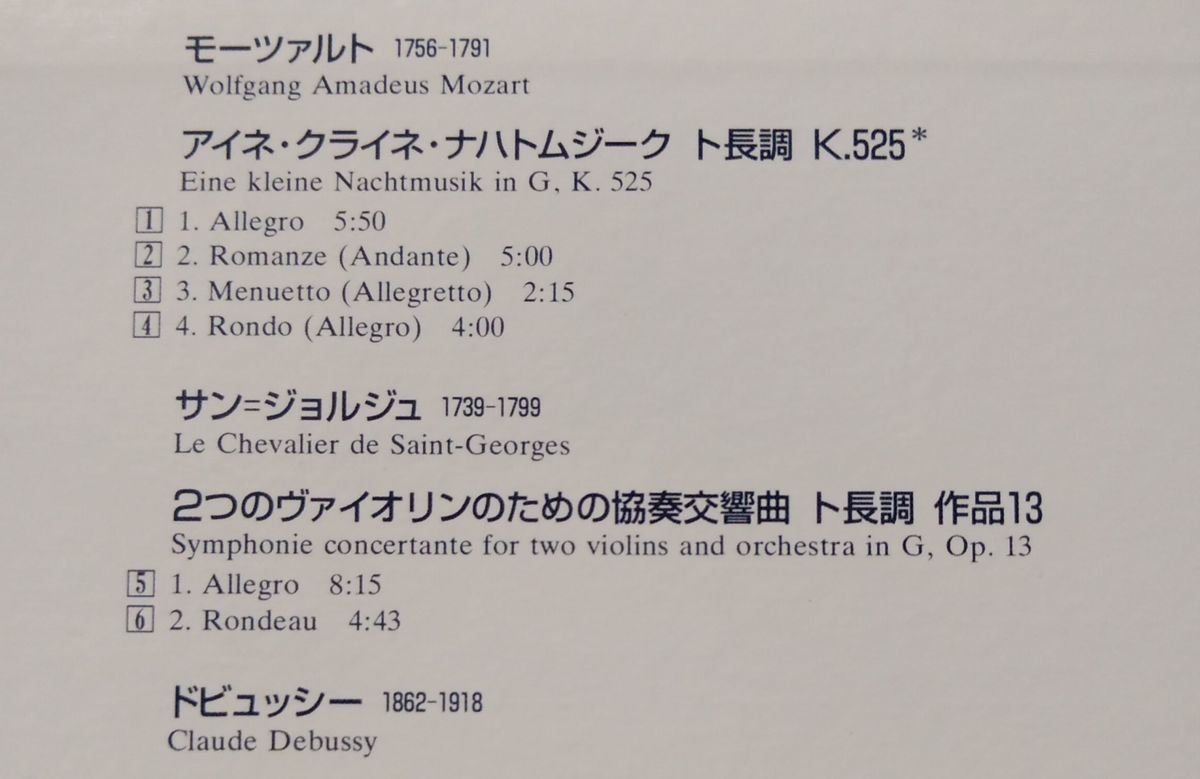 モーツァルト 1756-1791
Wolfgang Amadeus Mozart
アイネ・クライネ・ナハトムジーク ト長調 K.525*
Eine kleine Nachtmusik in G, K. 525
1 1. Allegro 5:50
2 2. Romanze (Andante) 5:00
3 3. Menuetto (Allegretto) 2:15
4 4. Rondo (Allegro) 4:00
サン=ジョルジュ 1739-1799
Le Chevalier de Saint-Georges
2つのヴァイオリンのための協奏交響曲 ト長調 作品13
Symphonie concertante for two violins and orchestra in G, Op. 13
5 1. Allegro 8:15
6 2. Rondeau 4:43
ドビュッシー 1862-1918
Claude Debussy